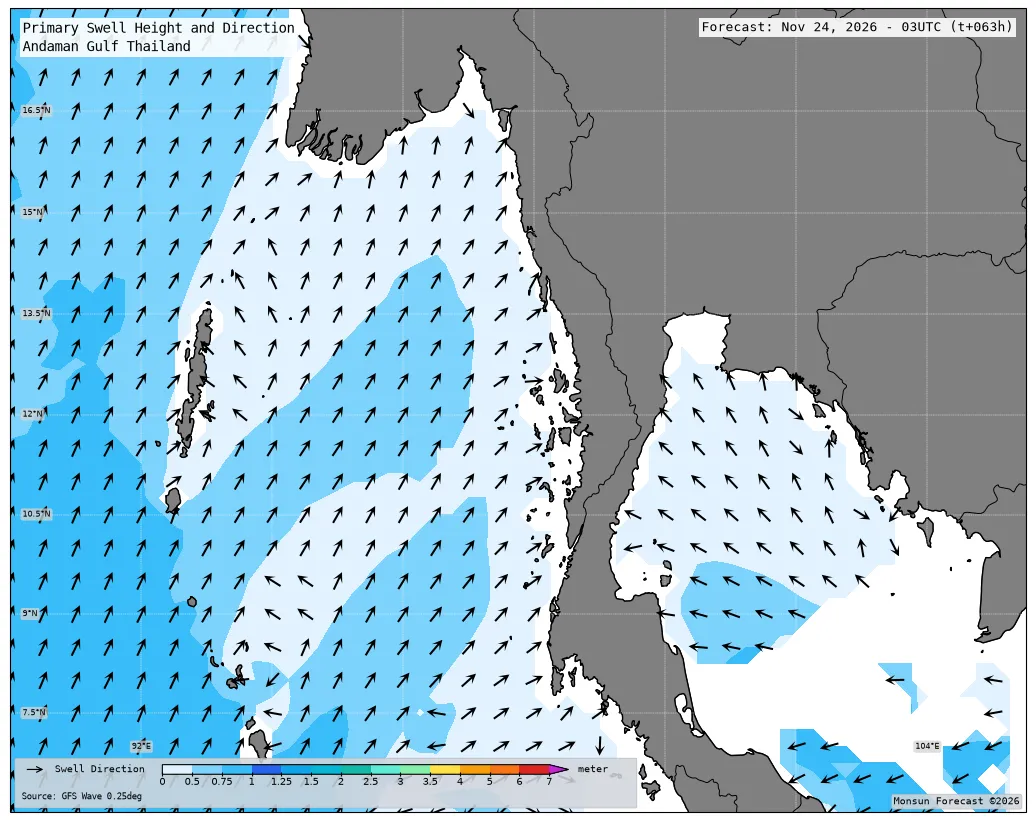 Primary Swell Height and Direction
Andaman Gulf Thailand
Forecast: Nov 24, 2026 - 03UTC (t+063h)
16.5°N
15°N
13.5°N
12°N
10.5°N
9°N
7.5°N
92°E
104°E
Swell Direction
meter
0 0.5 0.75 1 1.25 1.5 2 2.5 3 3.5 4 5 6 7
Source: GFS Wave 0.25deg
Monsun Forecast ©2026